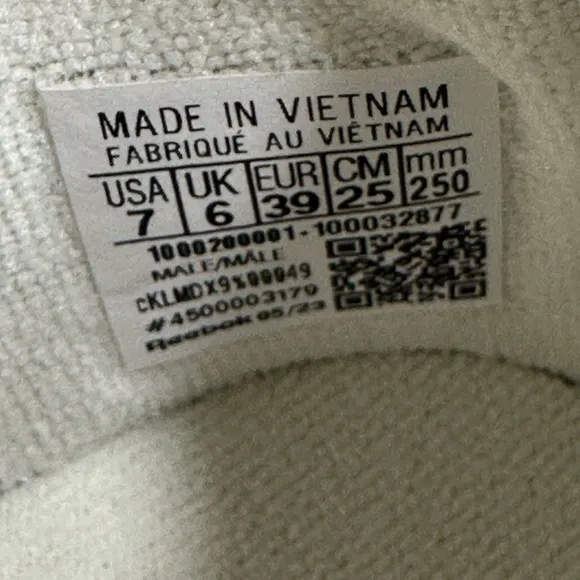 MADE IN VIETNAM
FABRIQUÉ AU VIÊTNAM
USA UK EUR CM mm
7 6 39 25 250
1000200001-100032877
MALE/MÂLE
#4500003179
Reebok 05/23